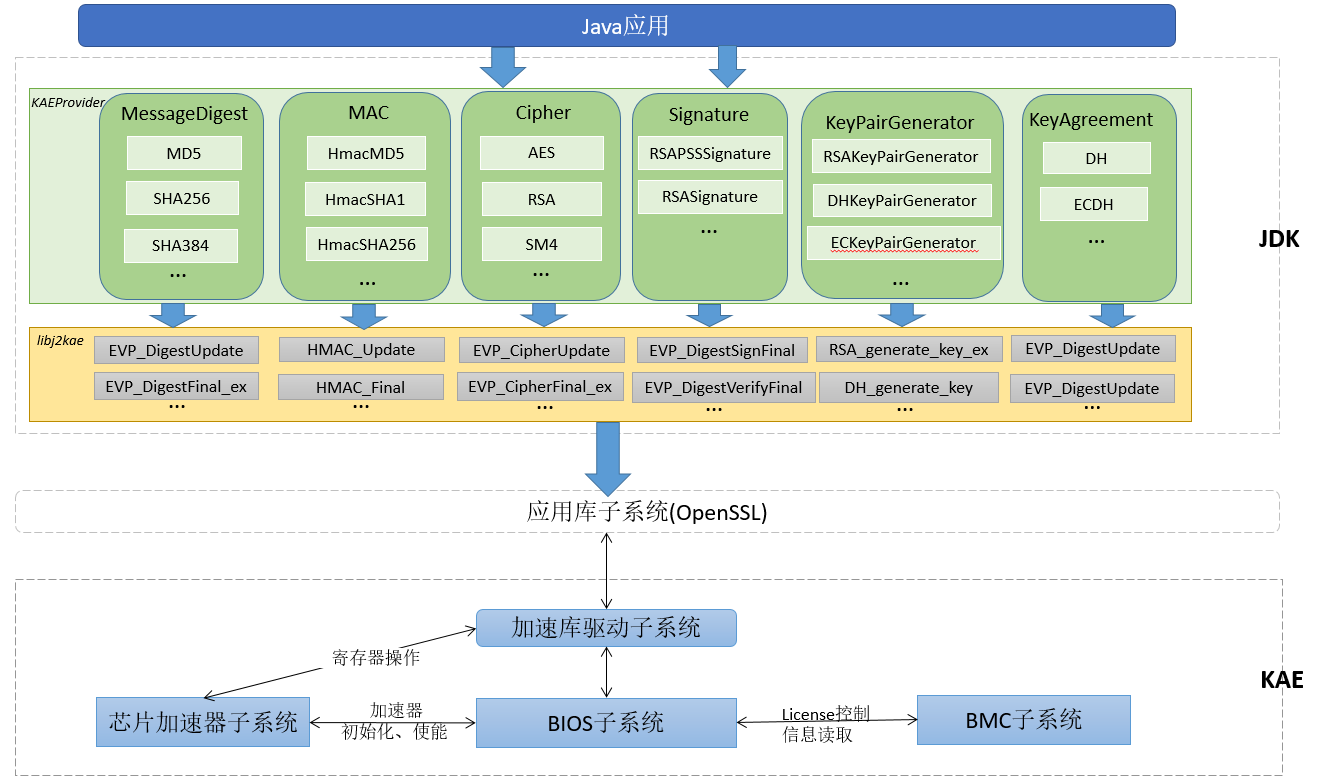 Java应用
KAEProvider
MessageDigest
MD5
SHA256
SHA384
...
MAC
HmacMD5
HmacSHA1
HmacSHA256
...
Cipher
AES
RSA
SM4
...
Signature
RSAPSSSignature
RSASignature
...
KeyPairGenerator
RSAKeyPairGenerator
DHKeyPairGenerator
ECKeyPairGenerator
...
KeyAgreement
DH
ECDH
...
JDK
libj2kae
EVP_DigestUpdate
EVP_DigestFinal_ex
...
HMAC_Update
HMAC_Final
...
EVP_CipherUpdate
EVP_CipherFinal_ex
...
EVP_DigestSignFinal
EVP_DigestVerifyFinal
...
RSA_generate_key_ex
DH_generate_key
...
EVP_DigestUpdate
EVP_DigestUpdate
...
应用库子系统(OpenSSL)
加速库驱动子系统
寄存器操作
芯片加速器子系统
加速器
初始化、使能
BIOS子系统
License控制
信息读取
BMC子系统
KAE